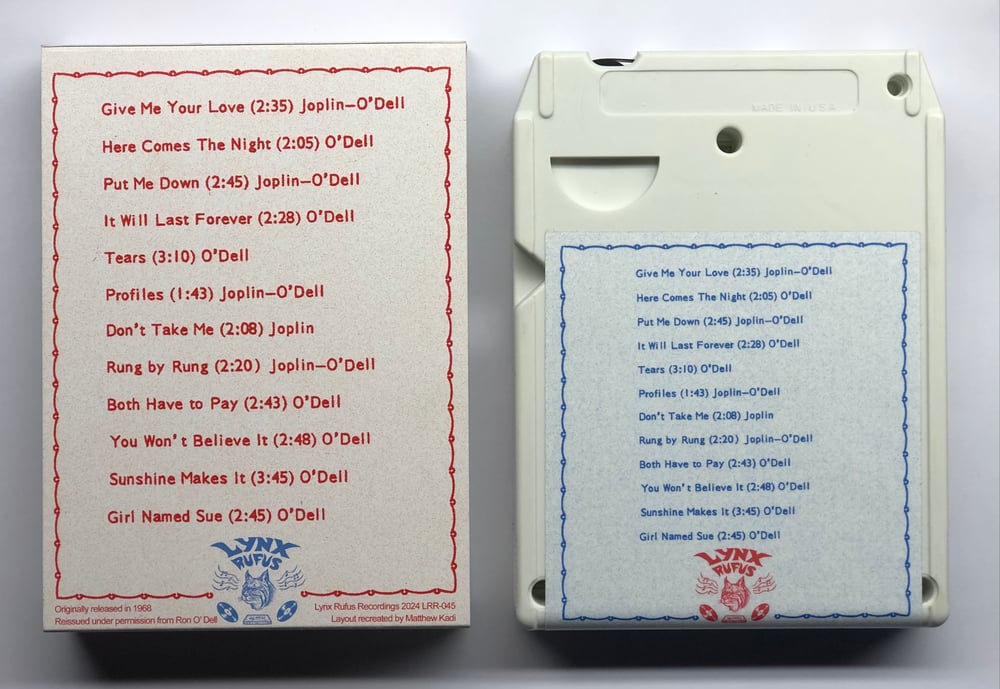 Give Me Your Love (2:35) Joplin–O'Dell
Here Comes The Night (2:05) O'Dell
Put Me Down (2:45) Joplin–O'Dell
It Will Last Forever (2:28) O'Dell
Tears (3:10) O'Dell
Profiles (1:43) Joplin–O'Dell
Don't Take Me (2:08) Joplin
Rung by Rung (2:20) Joplin–O'Dell
Both Have to Pay (2:43) O'Dell
You Won't Believe It (2:48) O'Dell
Sunshine Makes It (3:45) O'Dell
Girl Named Sue (2:45) O'Dell
LYNX
RUFUS
Originally released in 1968
Reissued under permission from Ron O' Dell
Lynx Rufus Recordings 2024 LRR-045
Layout recreated by Matthew Kadi
MADE IN U.S.A.
Give Me Your Love (2:35) Joplin–O'Dell
Here Comes The Night (2:05) O'Dell
Put Me Down (2:45) Joplin–O'Dell
It Will Last Forever (2:28) O'Dell
Tears (3:10) O'Dell
Profiles (1:43) Joplin–O'Dell
Don't Take Me (2:08) Joplin
Rung by Rung (2:20) Joplin–O'Dell
Both Have to Pay (2:43) O'Dell
You Won't Believe It (2:48) O'Dell
Sunshine Makes It (3:45) O'Dell
Girl Named Sue (2:45) O'Dell
LYNX
RUFUS